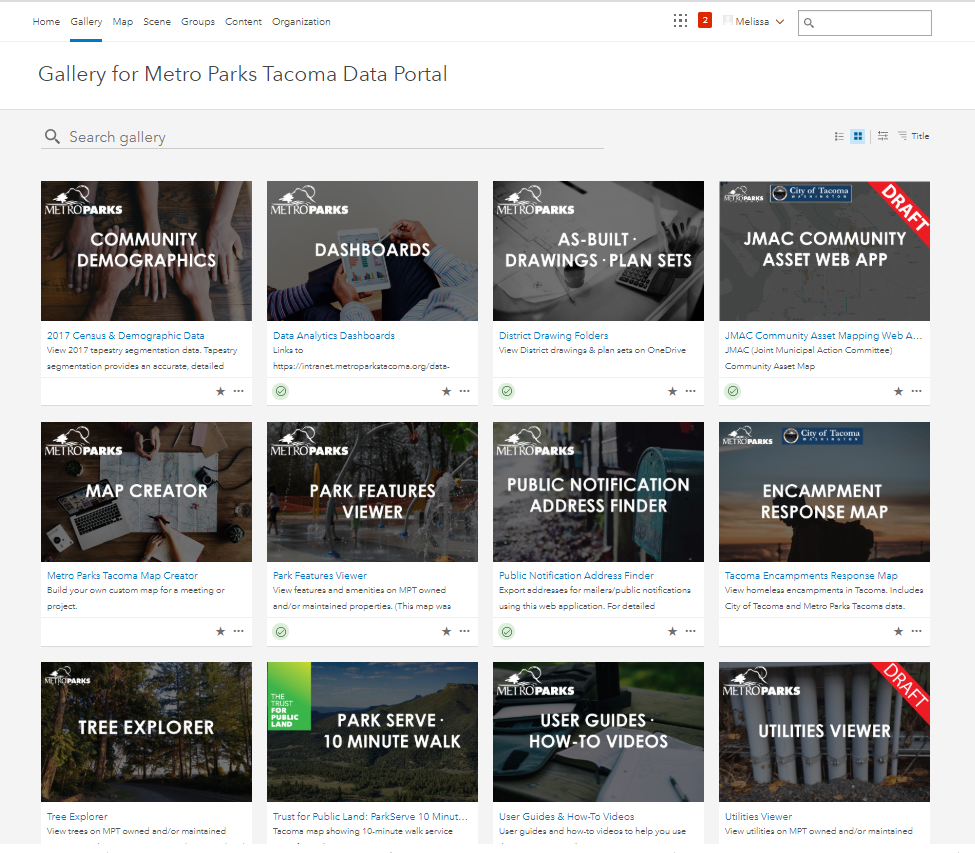 Home Gallery Map Scene Groups Content Organization 2 Melissa
Gallery for Metro Parks Tacoma Data Portal
Search gallery
Title
METROPARKS
COMMUNITY
DEMOGRAPHICS
2017 Census & Demographic Data
View 2017 tapestry segmentation data. Tapestry
segmentation provides an accurate, detailed
METROPARKS
DASHBOARDS
Data Analytics Dashboards
Links to
https://intranet.metroparkstacoma.org/data-
METROPARKS
AS-BUILT ·
DRAWINGS · PLAN SETS
District Drawing Folders
View District drawings & plan sets on OneDrive
METROPARKS
City of Tacoma
WASHINGTON
DRAFT
JMAC COMMUNITY
ASSET WEB APP
JMAC Community Asset Mapping Web A...
JMAC (Joint Municipal Action Committee)
Community Asset Map
METROPARKS
MAP CREATOR
Metro Parks Tacoma Map Creator
Build your own custom map for a meeting or
project.
METROPARKS
PARK FEATURES
VIEWER
Park Features Viewer
View features and amenities on MPT owned
and/or maintained properties. (This map was
METROPARKS
PUBLIC NOTIFICATION
ADDRESS FINDER
Public Notification Address Finder
Export addresses for mailers/public notifications
using this web application. For detailed
METROPARKS
City of Tacoma
WASHINGTON
ENCAMPMENT
RESPONSE MAP
Tacoma Encampments Response Map
View homeless encampments in Tacoma. Includes
City of Tacoma and Metro Parks Tacoma data.
METROPARKS
TREE EXPLORER
Tree Explorer
View trees on MPT owned and/or maintained
THE
TRUST
FOR
PUBLIC
LAND
PARK SERVE ·
10 MINUTE WALK
Trust for Public Land: ParkServe 10 Minut...
Tacoma map showing 10-minute walk service
METROPARKS
USER GUIDES ·
HOW-TO VIDEOS
User Guides & How-To Videos
User guides and how-to videos to help you use
METROPARKS
DRAFT
UTILITIES VIEWER
Utilities Viewer
View utilities on MPT owned and/or maintained